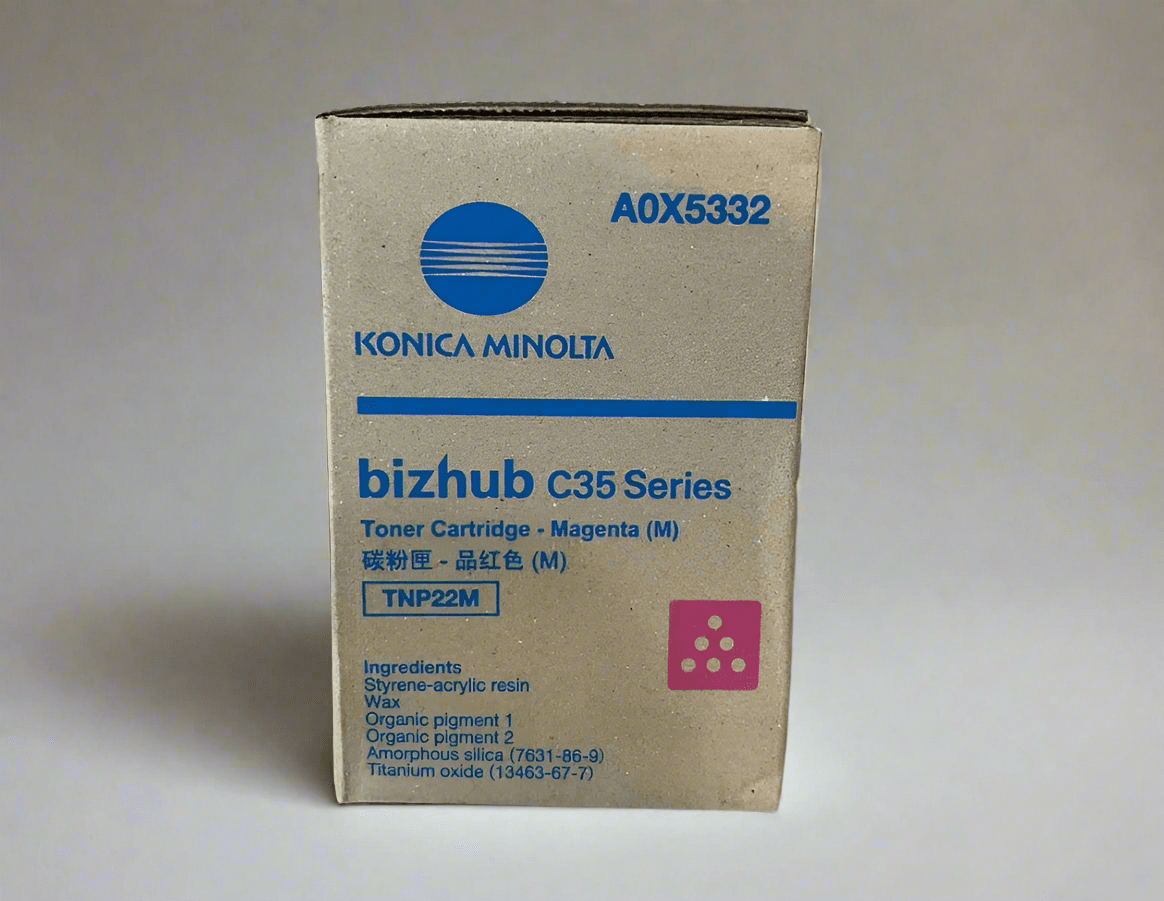 A0X5332
KONICA MINOLTA
bizhub C35 Series
Toner Cartridge - Magenta (M)
碳粉匣 - 品红色 (M)
TNP22M
Ingredients
Styrene-acrylic resin
Wax
Organic pigment 1
Organic pigment 2
Amorphous silica (7631-86-9)
Titanium oxide (13463-67-7)